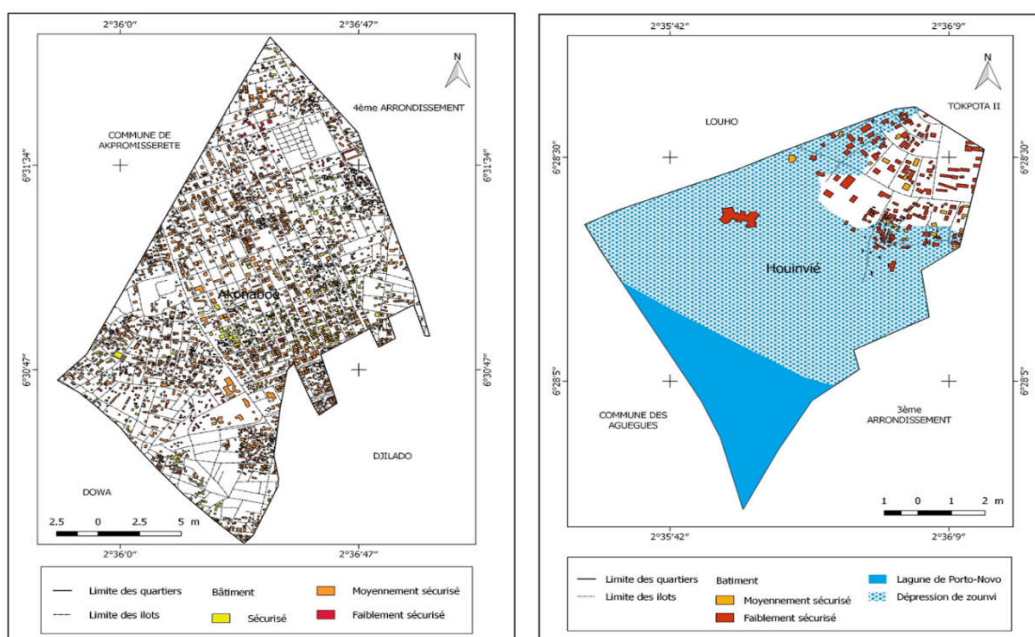 2°36'0"
2°36'47"
N
4ème ARRONDISSEMENT
COMMUNE DE
AKPROMISSERETE
6°31'34"
6°31'34"
6°30'47"
6°30'47"
DJILADO
DOWA
2.5 0 2.5 5 m
2°36'0"
2°36'47"
Limite des quartiers
Limite des ilots
Bâtiment
Sécurisé
Moyennement sécurisé
Faiblement sécurisé
2°35'42"
2°36'9"
N
TOKPOTA II
LOUHO
6°28'30"
6°28'30"
Houinvié
6°28'5"
6°28'5"
COMMUNE DES
AGUEGUES
3ème
ARRONDISSEMENT
1 0 1 2 m
2°35'42"
2°36'9"
Limite des quartiers
Limite des ilots
Batiment
Moyennement sécurisé
Faiblement sécurisé
Lagune de Porto-Novo
Dépression de zounvi